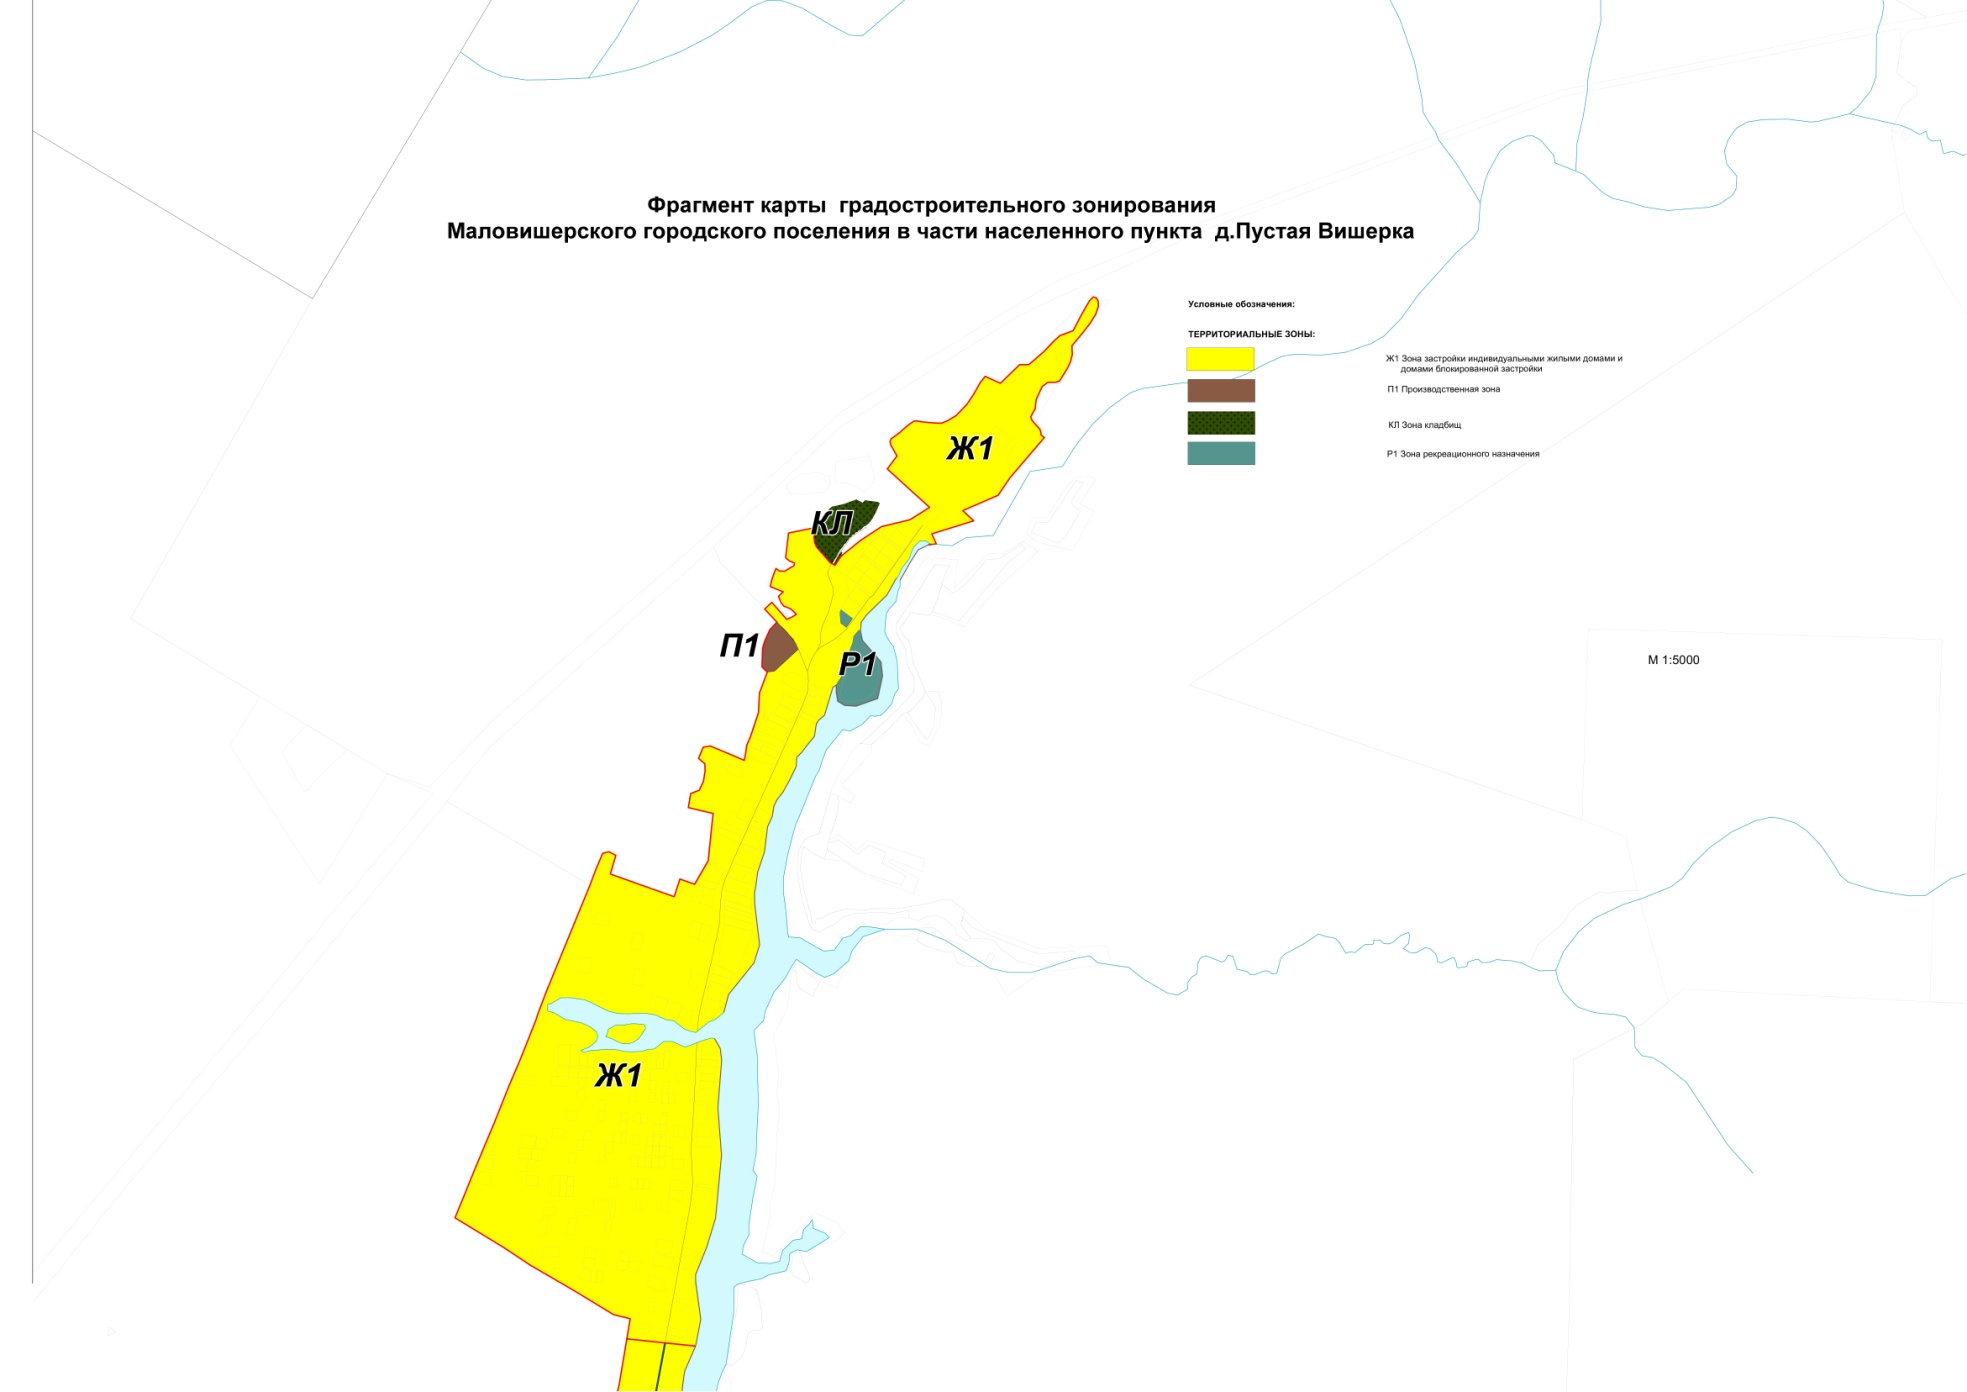 Фрагмент карты градостроительного зонирования
Маловишерского городского поселения в части населенного пункта д.Пустая Вишерка
Условные обозначения:
ТЕРРИТОРИАЛЬНЫЕ ЗОНЫ:
Ж1 Зона застройки индивидуальными жилыми домами и
домами блокированной застройки
П1 Производственная зона
КЛ Зона кладбищ
Р1 Зона рекреационного назначения
Ж1
КЛ
П1
Р1
М 1:5000
Ж1